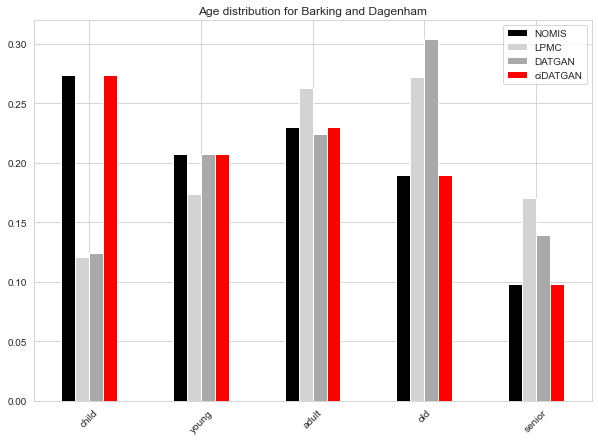 Age distribution for Barking and Dagenham
NOMIS
LPMC
DATGAN
ciDATGAN
0.30
0.25
0.20
0.15
0.10
0.05
0.00
child
young
adult
old
senior